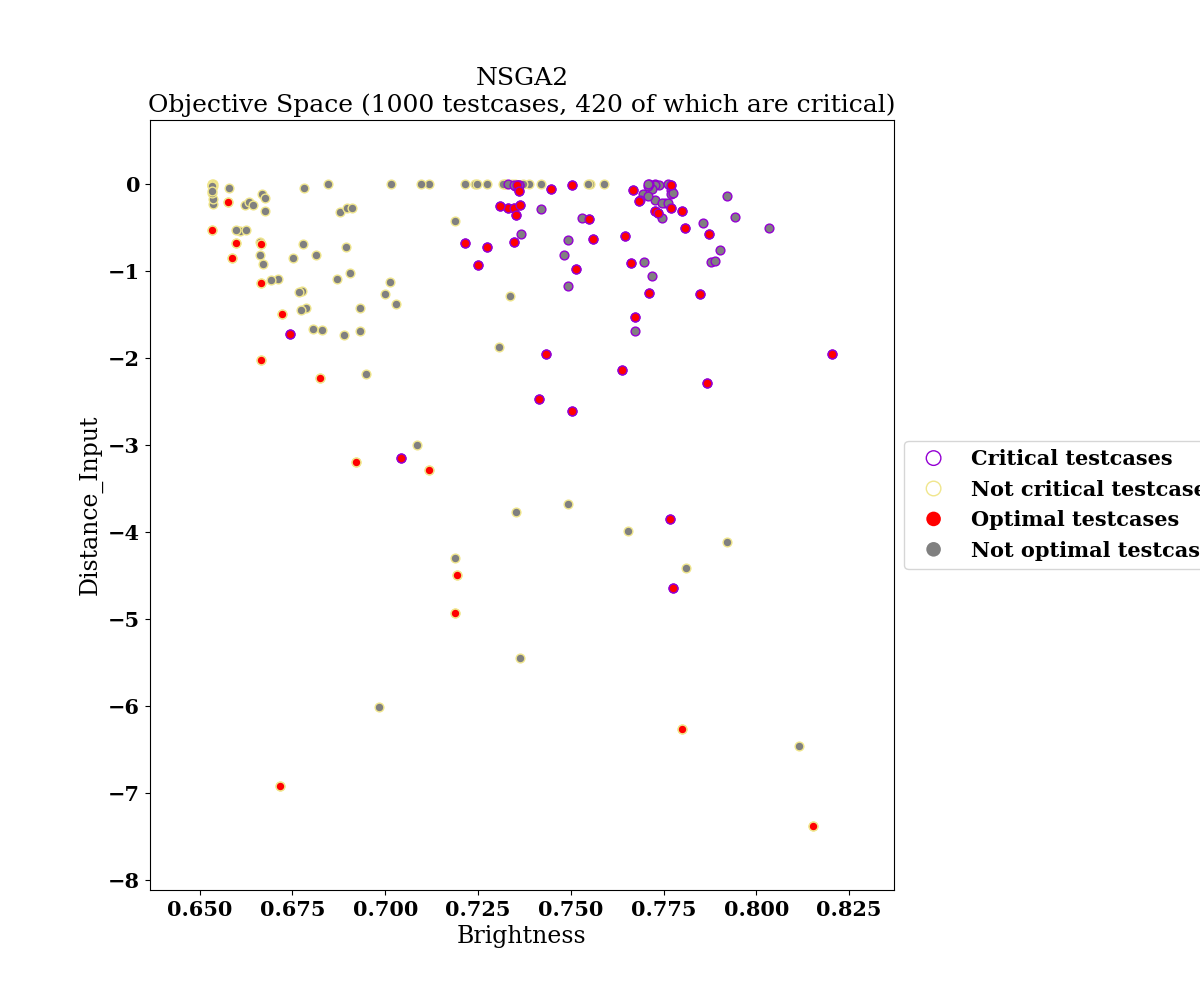 NSGA2
Objective Space (1000 testcases, 420 of which are critical)
0
−1
−2
−3
−4
−5
−6
−7
−8
Distance_Input
0.650 0.675 0.700 0.725 0.750 0.775 0.800 0.825
Brightness
Critical testcases
Not critical testcase
Optimal testcases
Not optimal testcas